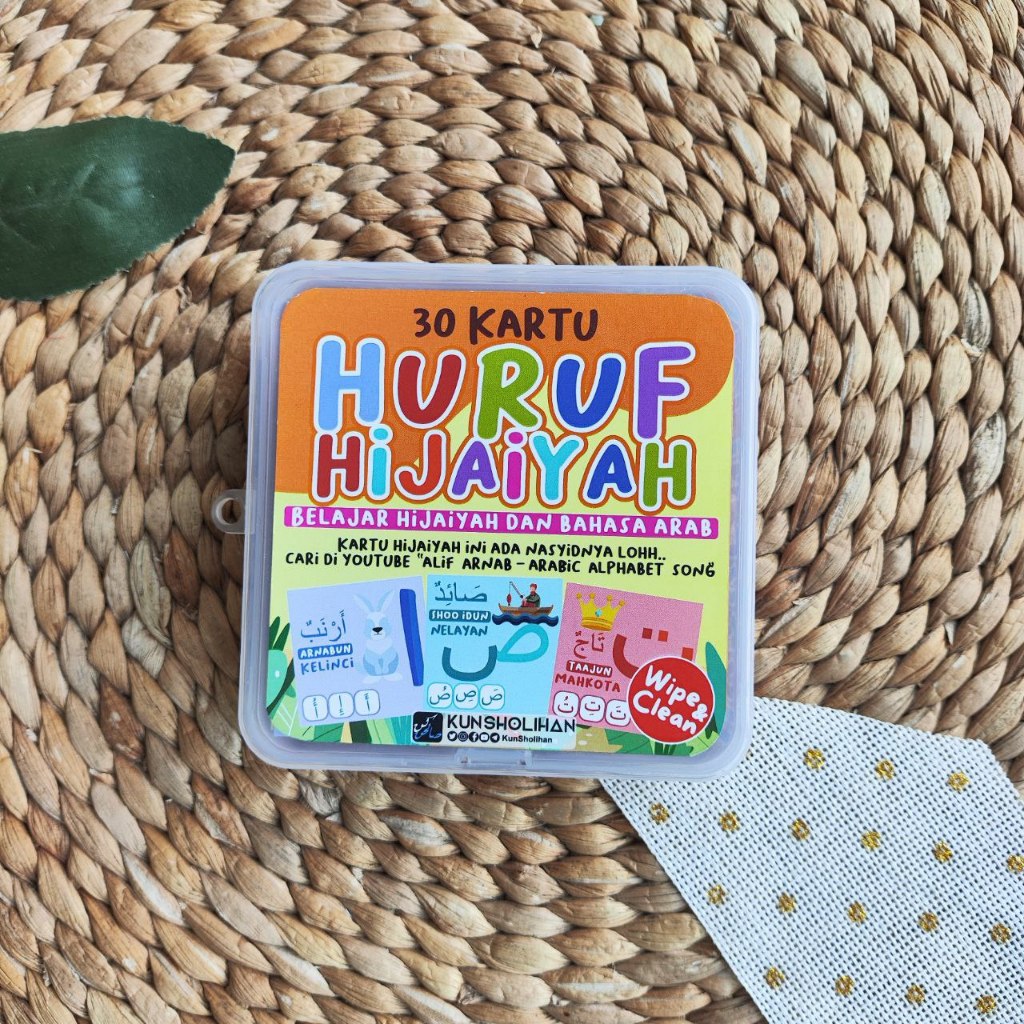 30 KARTU
HURUF
HiJAiYAH
BELAJAR HiJAiYAH DAN BAHASA ARAB
KARTU HiJAiYAH iNi ADA NASYiDNYA LOHH..
CARi Di YOUTUBE "ALiF ARNAB - ARABiC ALPHABET SONG
أَرْنَبٌ
ARNABUN
KELiNCi
ا
أَ إِ أُ
صَائِدٌ
SHOO iDUN
NELAYAN
ص
صَ صِ صُ
تَاجٌ
TAAJUN
MAHKOTA
ت
تَ تِ تُ
Wipe&
Clean
KUNSHOLIHAN
KunSholihan